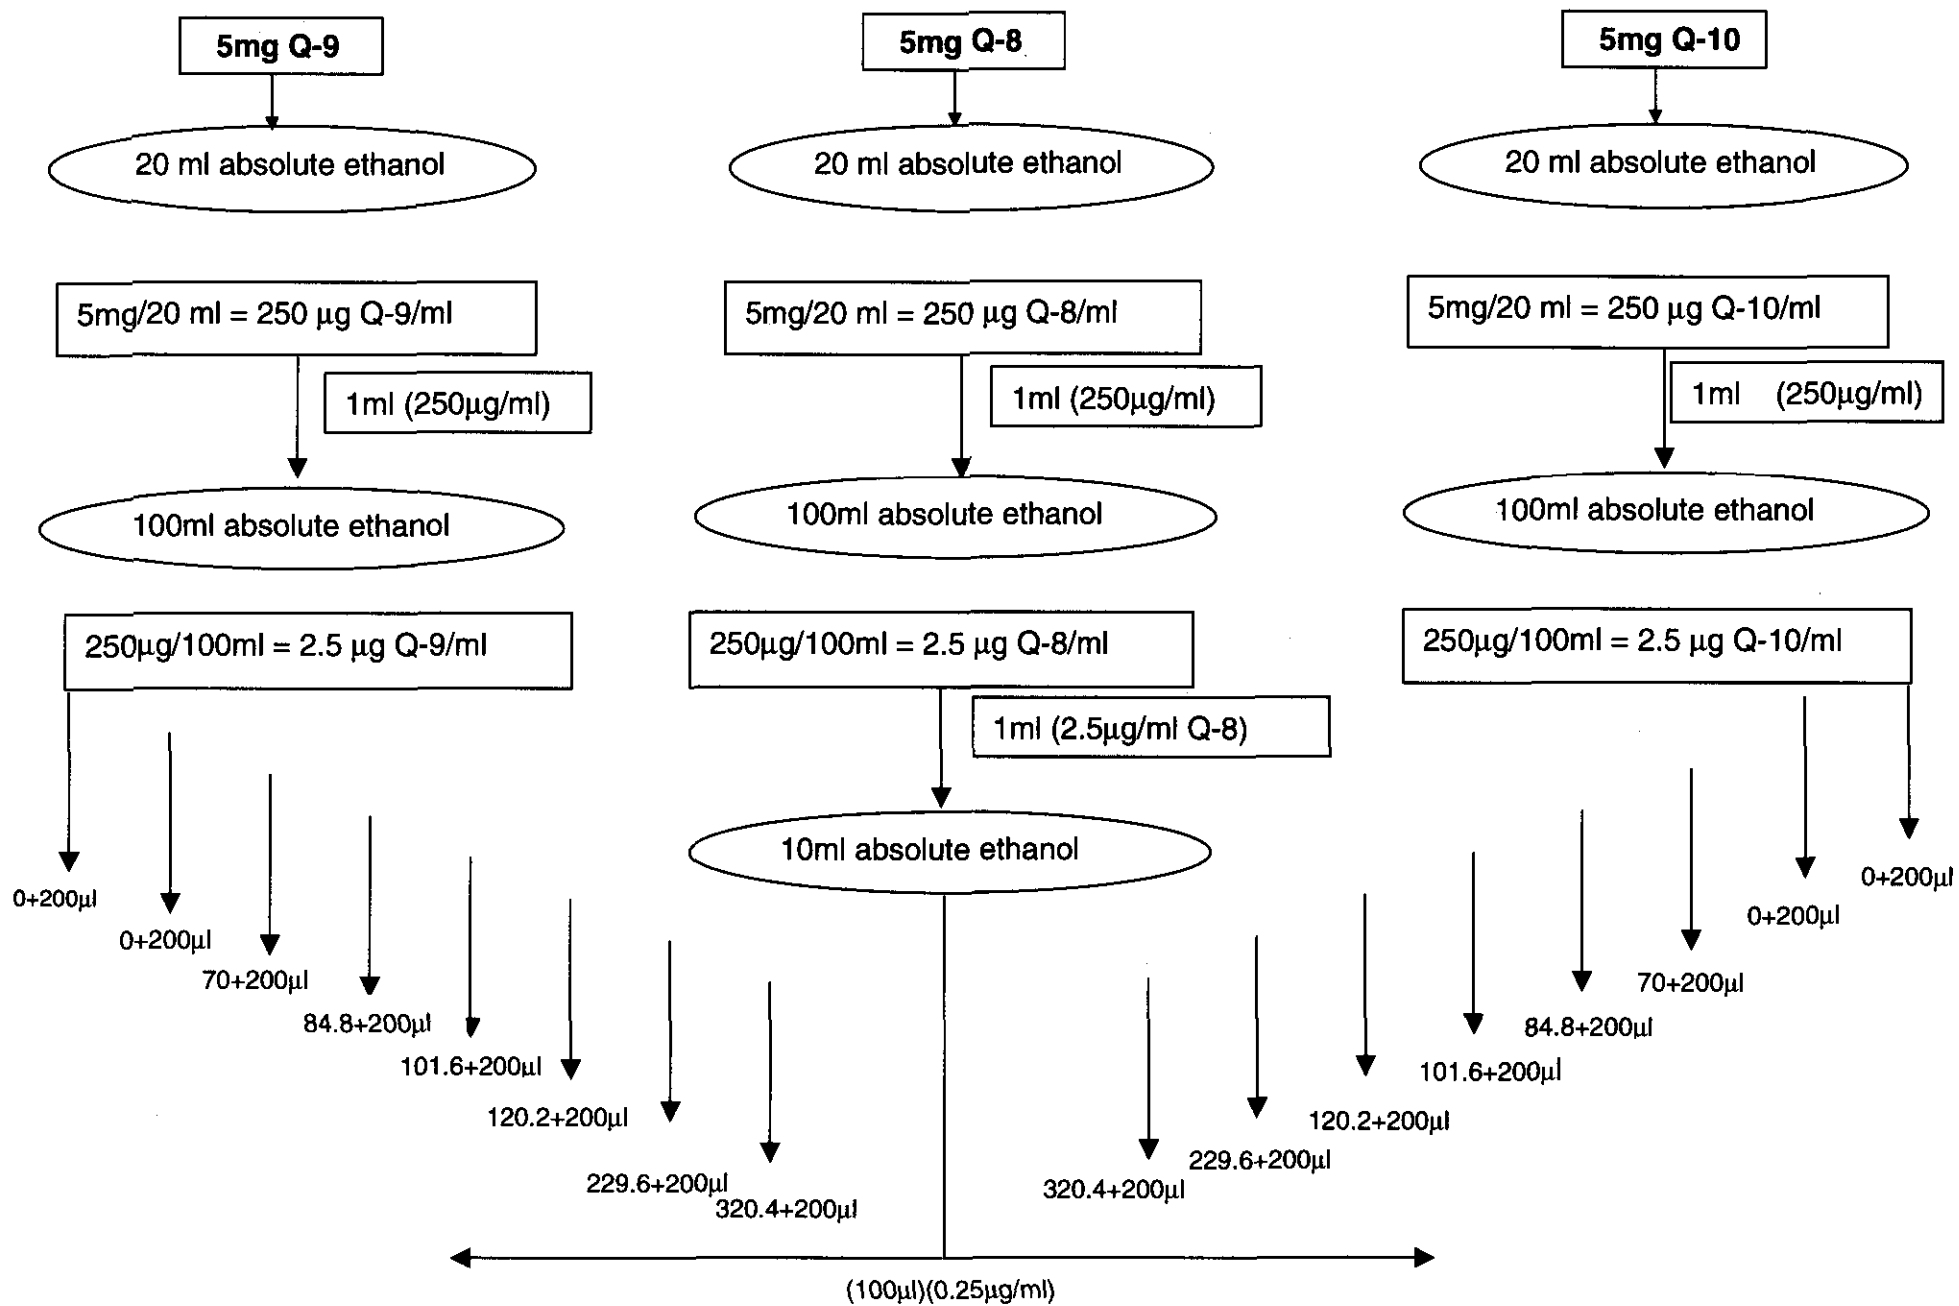 5mg Q-9
5mg Q-8
5mg Q-10
20 ml absolute ethanol
20 ml absolute ethanol
20 ml absolute ethanol
5mg/20 ml = 250 μg Q-9/ml
5mg/20 ml = 250 μg Q-8/ml
5mg/20 ml = 250 μg Q-10/ml
1ml (250μg/ml)
1ml (250μg/ml)
1ml (250μg/ml)
100ml absolute ethanol
100ml absolute ethanol
100ml absolute ethanol
250μg/100ml = 2.5 μg Q-9/ml
250μg/100ml = 2.5 μg Q-8/ml
250μg/100ml = 2.5 μg Q-10/ml
1ml (2.5μg/ml Q-8)
10ml absolute ethanol
0+200μl
0+200μl
70+200μl
84.8+200μl
101.6+200μl
120.2+200μl
229.6+200μl
320.4+200μl
0+200μl
0+200μl
70+200μl
84.8+200μl
101.6+200μl
120.2+200μl
229.6+200μl
320.4+200μl
(100μl)(0.25μg/ml)